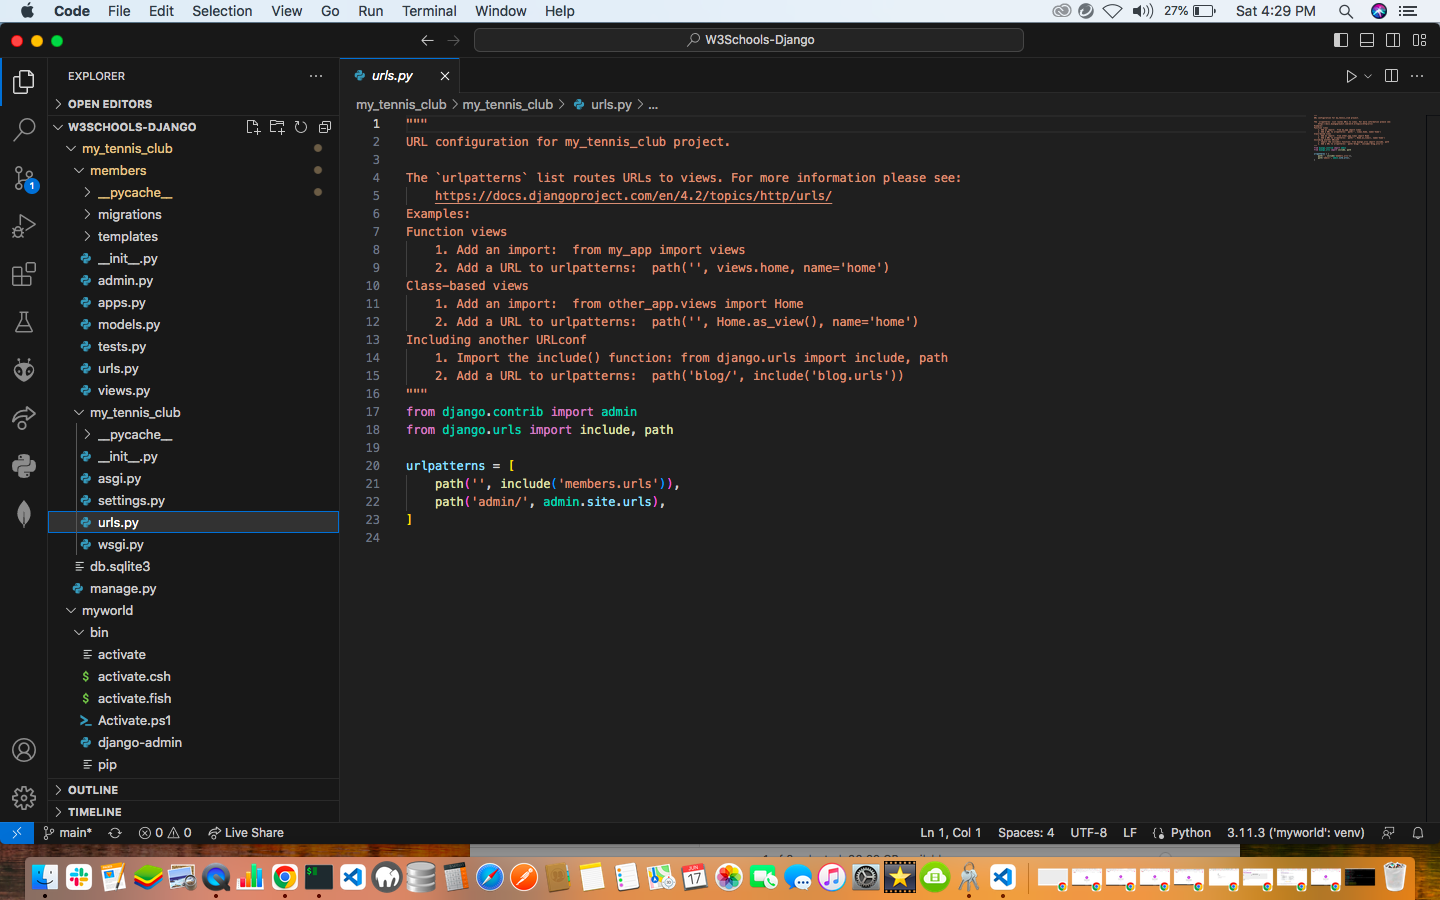 Code File Edit Selection View Go Run Terminal Window Help
27% Sat 4:29 PM
W3Schools-Django
EXPLORER
OPEN EDITORS
W3SCHOOLS-DJANGO
my_tennis_club
members
__pycache__
migrations
templates
__init__.py
admin.py
apps.py
models.py
tests.py
urls.py
views.py
my_tennis_club
__pycache__
__init__.py
asgi.py
settings.py
urls.py
wsgi.py
db.sqlite3
manage.py
myworld
bin
activate
$ activate.csh
$ activate.fish
Activate.ps1
django-admin
pip
OUTLINE
TIMELINE
1
urls.py
my_tennis_club > my_tennis_club > urls.py > ...
1 """
2 URL configuration for my_tennis_club project.
3
4 The `urlpatterns` list routes URLs to views. For more information please see:
5     https://docs.djangoproject.com/en/4.2/topics/http/urls/
6 Examples:
7 Function views
8     1. Add an import:  from my_app import views
9     2. Add a URL to urlpatterns:  path('', views.home, name='home')
10 Class-based views
11     1. Add an import:  from other_app.views import Home
12     2. Add a URL to urlpatterns:  path('', Home.as_view(), name='home')
13 Including another URLconf
14     1. Import the include() function: from django.urls import include, path
15     2. Add a URL to urlpatterns:  path('blog/', include('blog.urls'))
16 """
17 from django.contrib import admin
18 from django.urls import include, path
19
20 urlpatterns = [
21     path('', include('members.urls')),
22     path('admin/', admin.site.urls),
23 ]
24
main* 0 0 Live Share
Ln 1, Col 1 Spaces: 4 UTF-8 LF Python 3.11.3 ('myworld': venv)
JUN
17